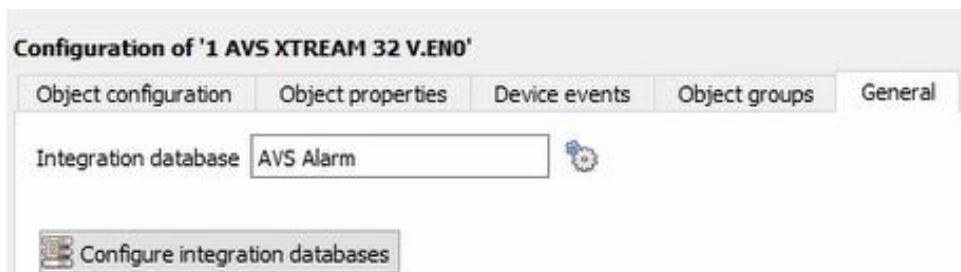 Configuration of '1 AVS XTREAM 32 V.EN0'
Object configuration Object properties Device events Object groups General
Integration database AVS Alarm
Configure integration databases